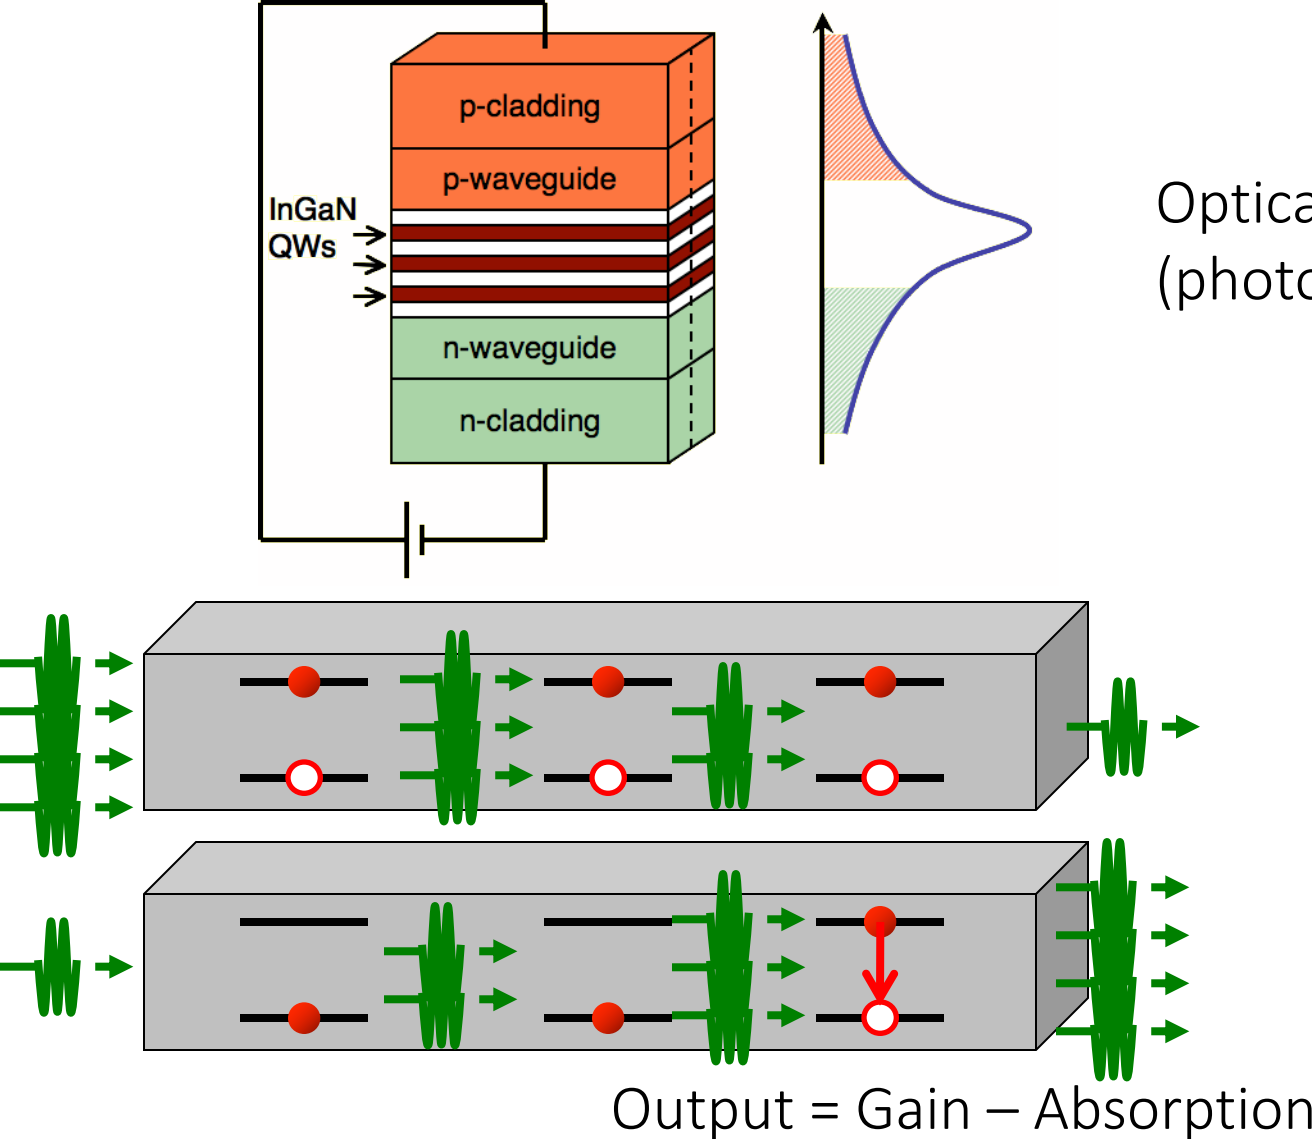 p-cladding
p-waveguide
InGaN
QWs
n-waveguide
n-cladding
Output = Gain – Absorption